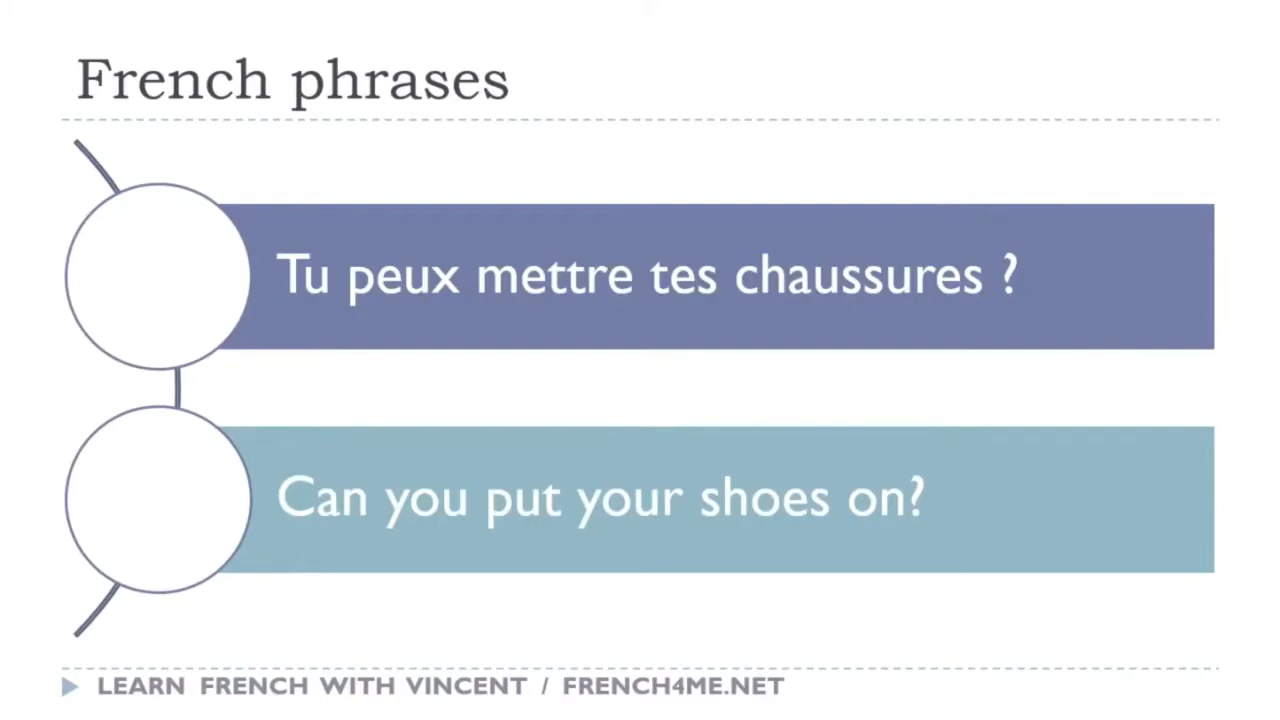 French phrases
Tu peux mettre tes chaussures ?
Can you put your shoes on?
LEARN FRENCH WITH VINCENT / FRENCH4ME.NET